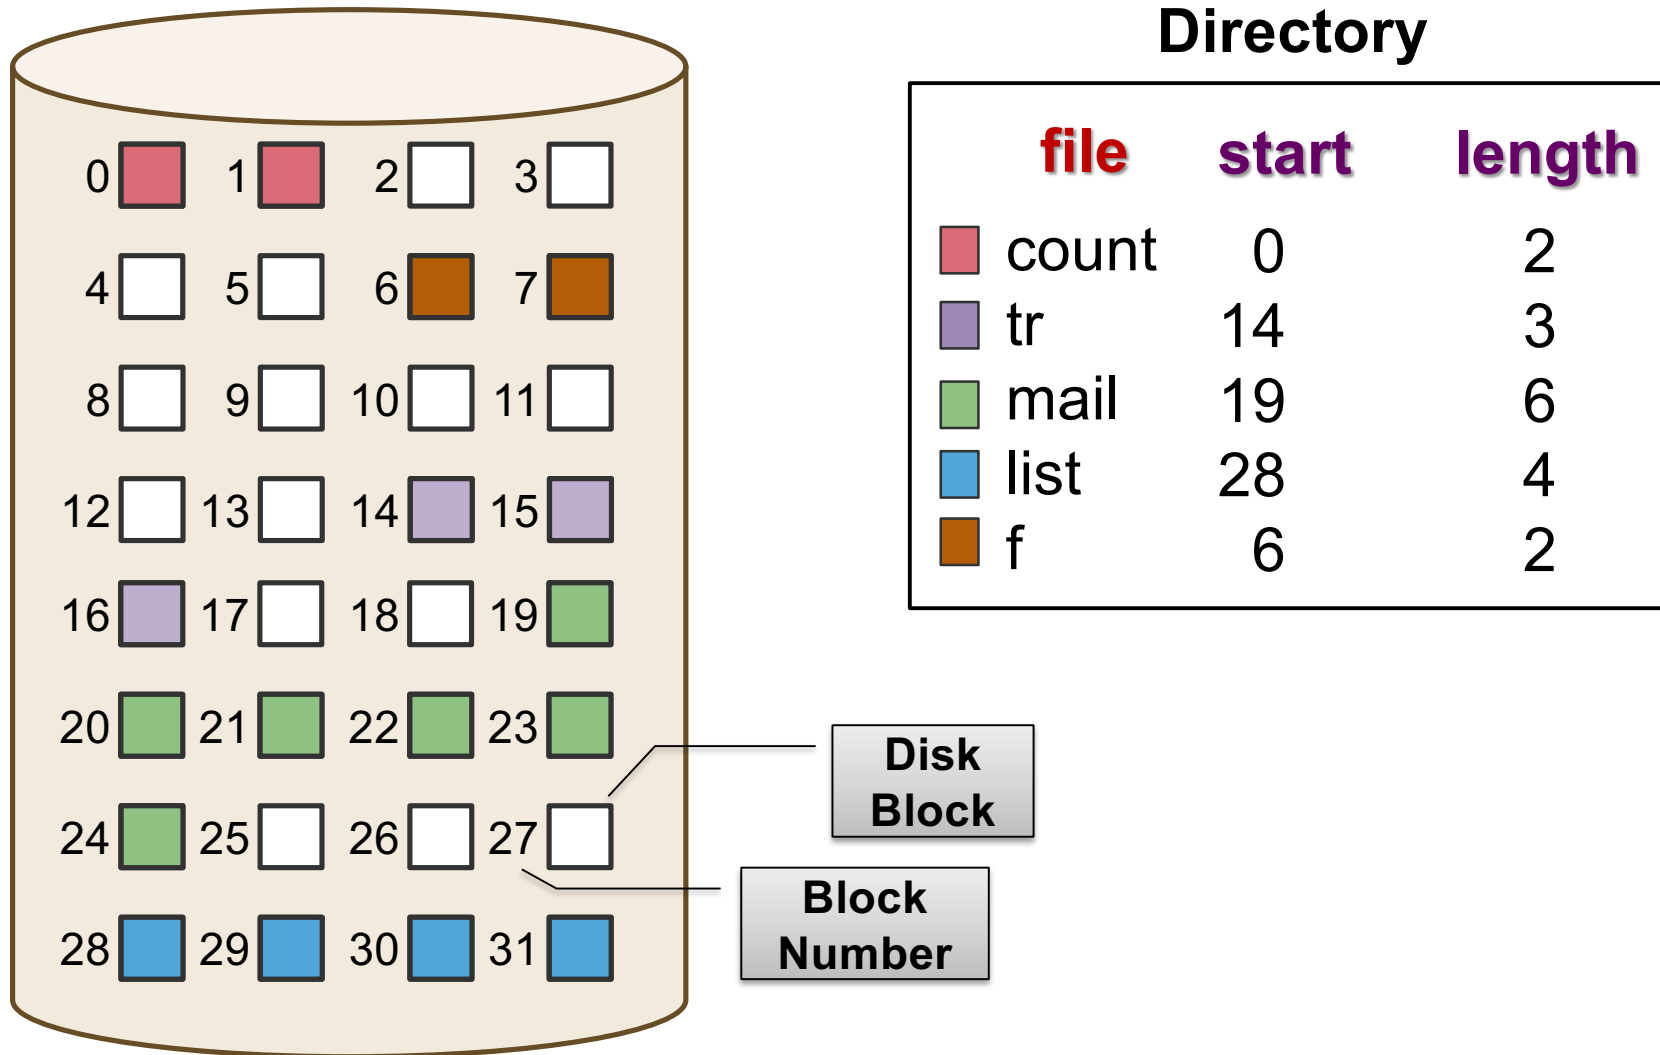 Directory
file start length
count 0 2
tr 14 3
mail 19 6
list 28 4
f 6 2
0 1 2 3
4 5 6 7
8 9 10 11
12 13 14 15
16 17 18 19
20 21 22 23
24 25 26 27
28 29 30 31
Disk
Block
Block
Number